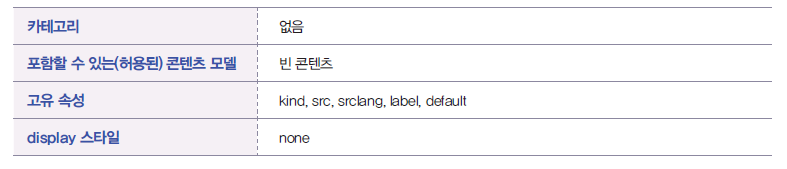 카테고리 없음
포함할 수 있는(허용된) 콘텐츠 모델 빈 콘텐츠
고유 속성 kind, src, srclang, label, default
display 스타일 none